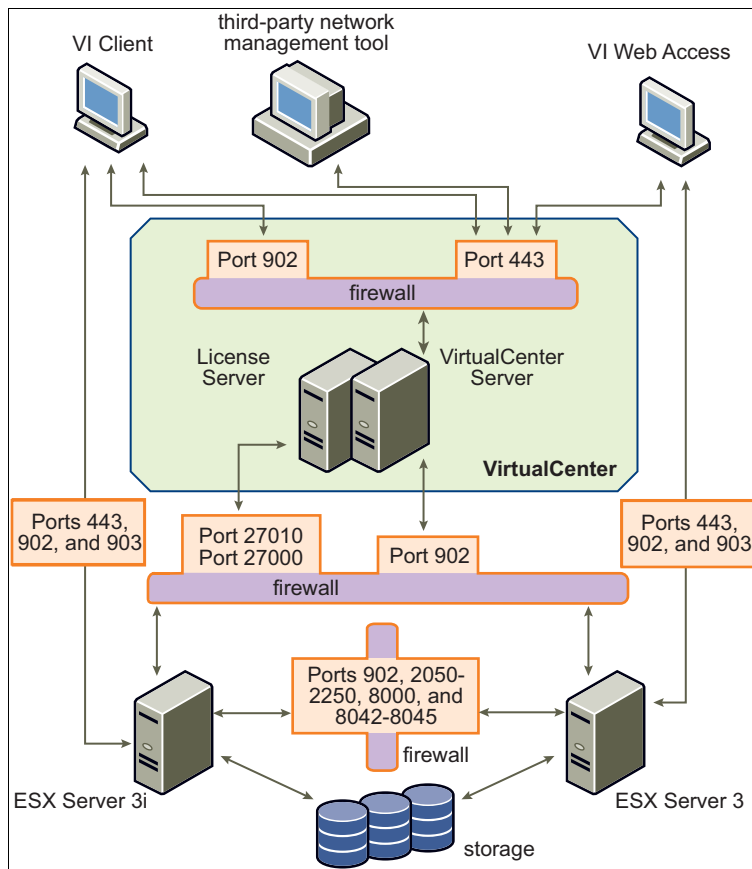 third-party network
management tool
VI Client
VI Web Access
Port 902
Port 443
firewall
License
Server
VirtualCenter
Server
VirtualCenter
Ports 443,
902, and 903
Port 27010
Port 27000
Port 902
Ports 443,
902, and 903
firewall
Ports 902, 2050-
2250, 8000, and
8042-8045
firewall
ESX Server 3i
ESX Server 3
storage